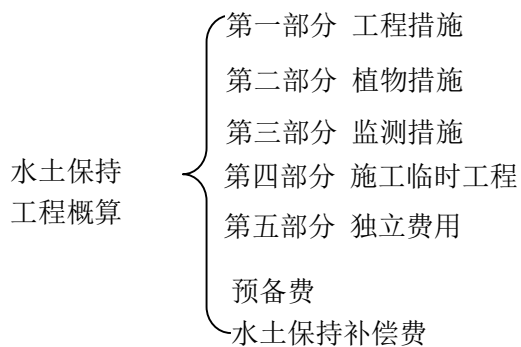 水土保持
工程概算
第一部分 工程措施
第二部分 植物措施
第三部分 监测措施
第四部分 施工临时工程
第五部分 独立费用
预备费
水土保持补偿费